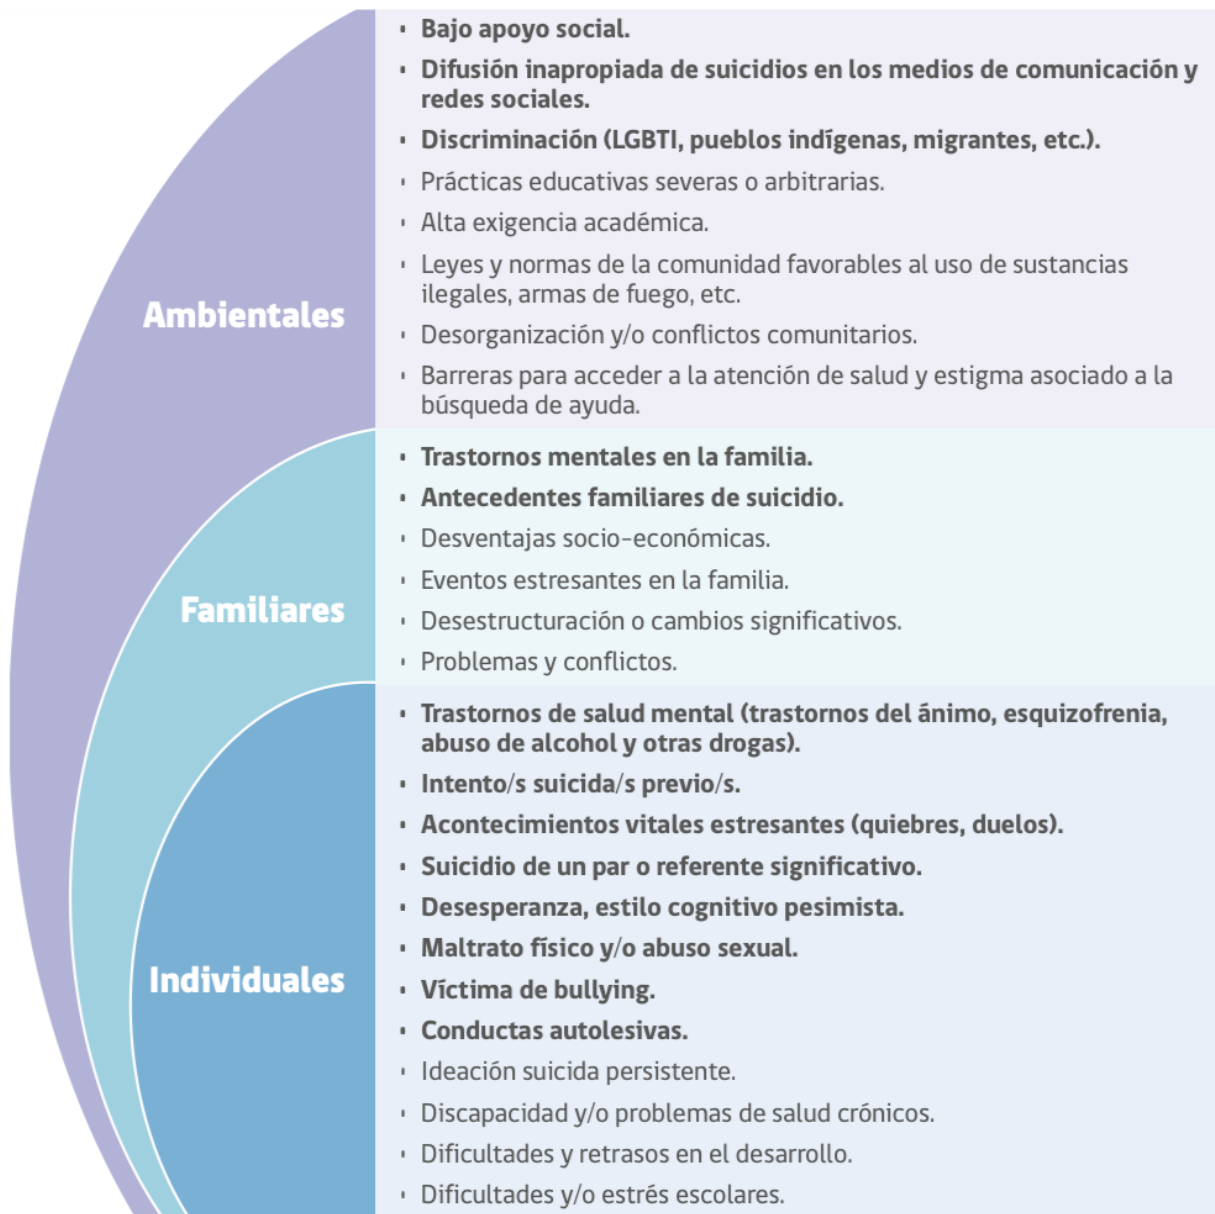 Ambientales
· Bajo apoyo social.
· Difusión inapropiada de suicidios en los medios de comunicación y
redes sociales.
· Discriminación (LGBTI, pueblos indígenas, migrantes, etc.).
· Prácticas educativas severas o arbitrarias.
· Alta exigencia académica.
· Leyes y normas de la comunidad favorables al uso de sustancias
ilegales, armas de fuego, etc.
· Desorganización y/o conflictos comunitarios.
· Barreras para acceder a la atención de salud y estigma asociado a la
búsqueda de ayuda.
Familiares
· Trastornos mentales en la familia.
· Antecedentes familiares de suicidio.
· Desventajas socio-económicas.
· Eventos estresantes en la familia.
· Desestructuración o cambios significativos.
· Problemas y conflictos.
Individuales
· Trastornos de salud mental (trastornos del ánimo, esquizofrenia,
abuso de alcohol y otras drogas).
· Intento/s suicida/s previo/s.
· Acontecimientos vitales estresantes (quiebres, duelos).
· Suicidio de un par o referente significativo.
· Desesperanza, estilo cognitivo pesimista.
· Maltrato físico y/o abuso sexual.
· Víctima de bullying.
· Conductas autolesivas.
· Ideación suicida persistente.
· Discapacidad y/o problemas de salud crónicos.
· Dificultades y retrasos en el desarrollo.
· Dificultades y/o estrés escolares.